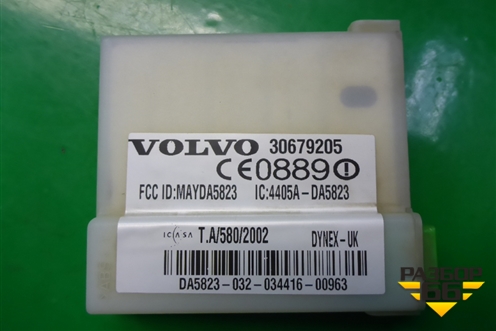 VOLVO 30679205
CE0889
FCC ID:MAYDA5823 IC:4405A-DA5823
ICASA T.A/580/2002 DYNEX-UK
DA5823-032-034416-00963
РАЗБОР
66